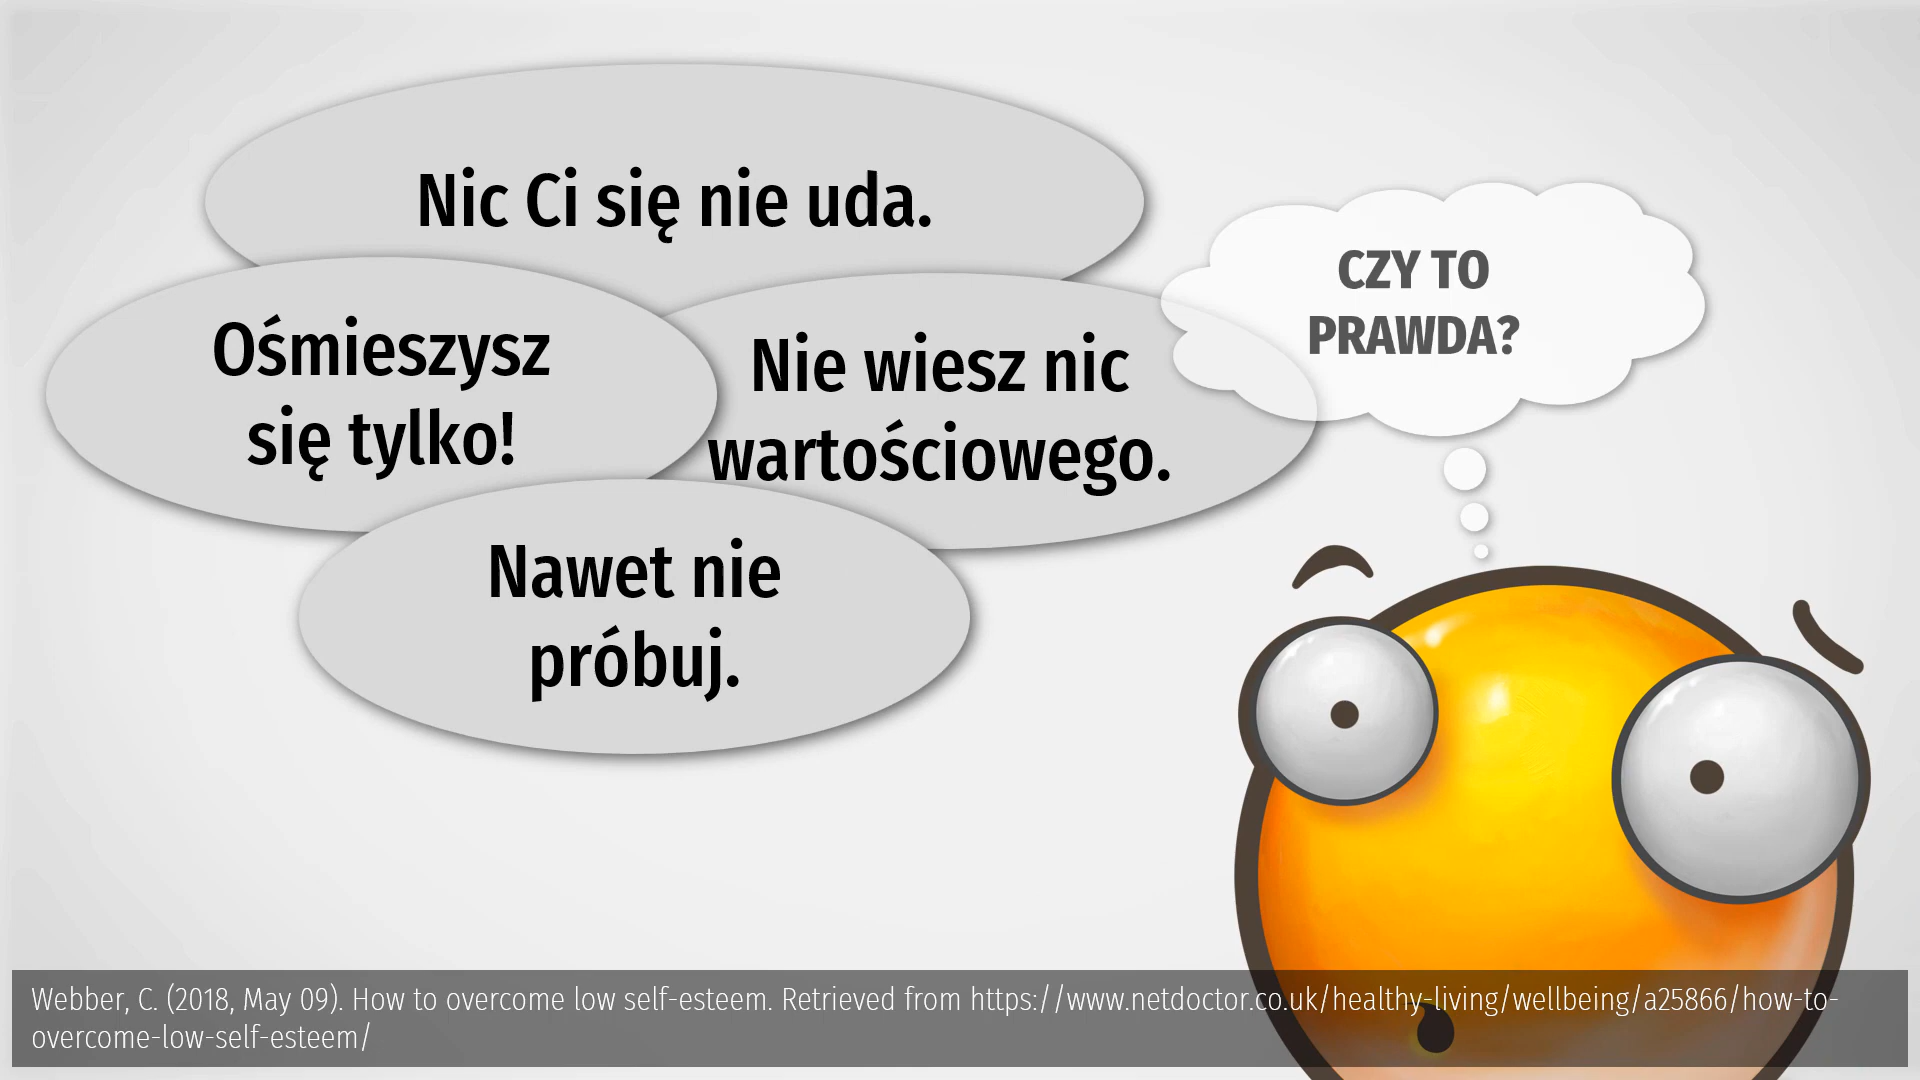 Nic Ci się nie uda.
Ośmieszysz
się tylko!
Nie wiesz nic
wartościowego.
Nawet nie
próbuj.
CZY TO
PRAWDA?
Webber, C. (2018, May 09). How to overcome low self-esteem. Retrieved from https://www.netdoctor.co.uk/healthy-living/wellbeing/a25866/how-to-
overcome-low-self-esteem/